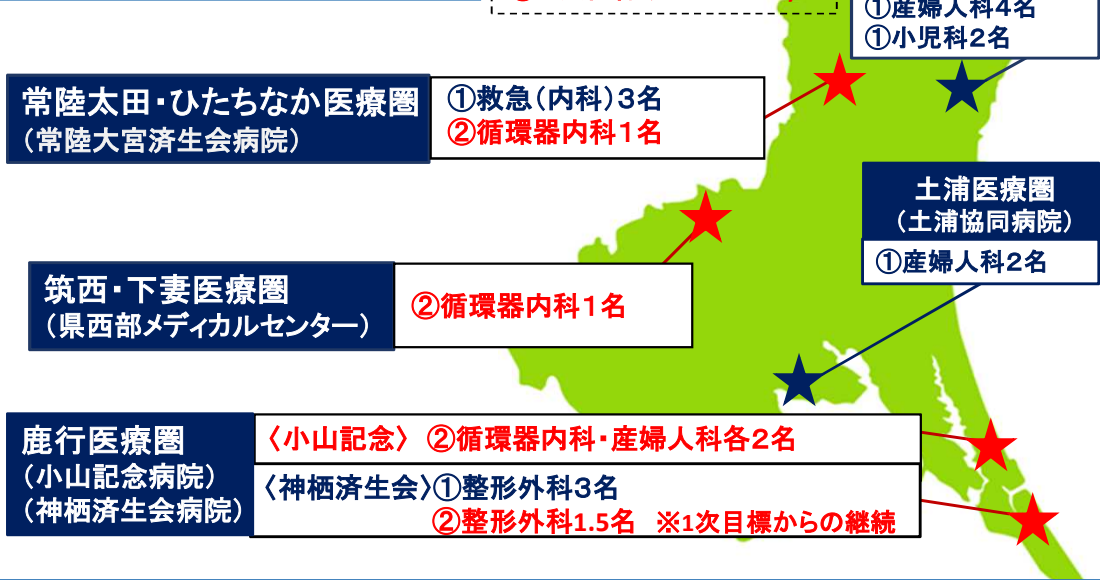 ①産婦人科4名
①小児科2名
常陸太田・ひたちなか医療圏
（常陸大宮済生会病院）
①救急（内科）3名
②循環器内科1名
土浦医療圏
（土浦協同病院）
①産婦人科2名
筑西・下妻医療圏
（県西部メディカルセンター）
②循環器内科1名
鹿行医療圏
（小山記念病院）
（神栖済生会病院）
〈小山記念〉 ②循環器内科・産婦人科各2名
〈神栖済生会〉①整形外科3名
②整形外科1.5名 ※1次目標からの継続